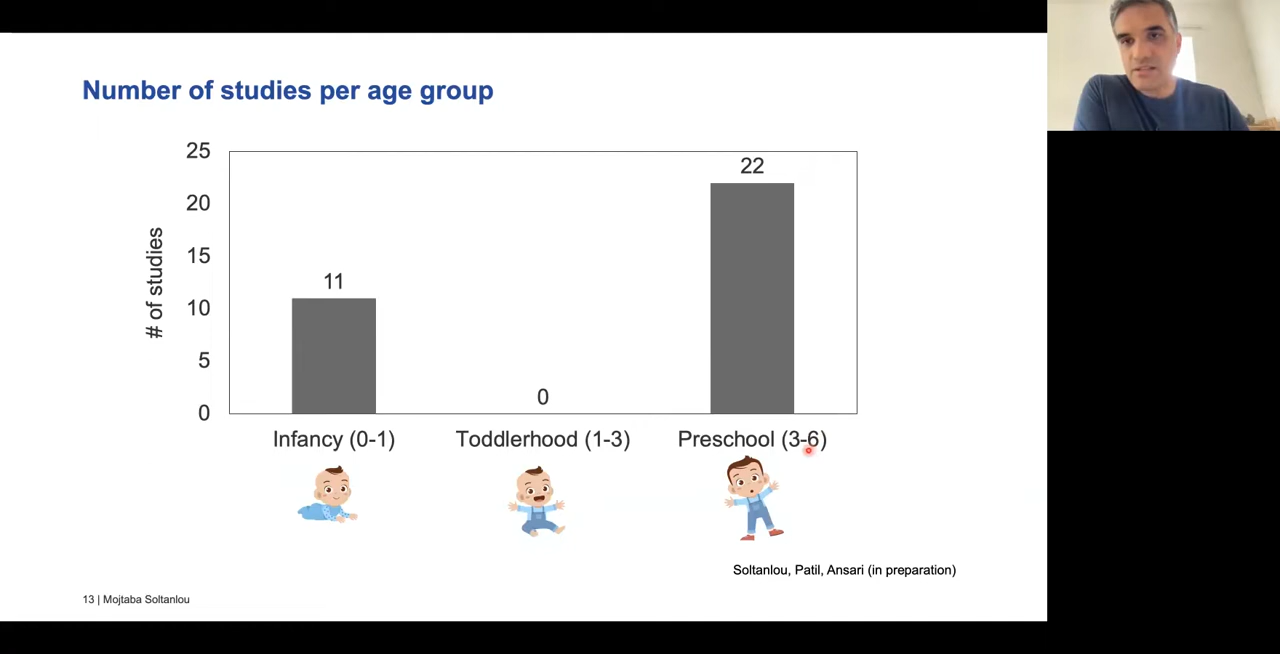 Number of studies per age group
# of studies
25
20
15
10
5
0
11
0
22
Infancy (0-1)
Toddlerhood (1-3)
Preschool (3-6)
Soltanlou, Patil, Ansari (in preparation)
13 | Mojtaba Soltanlou